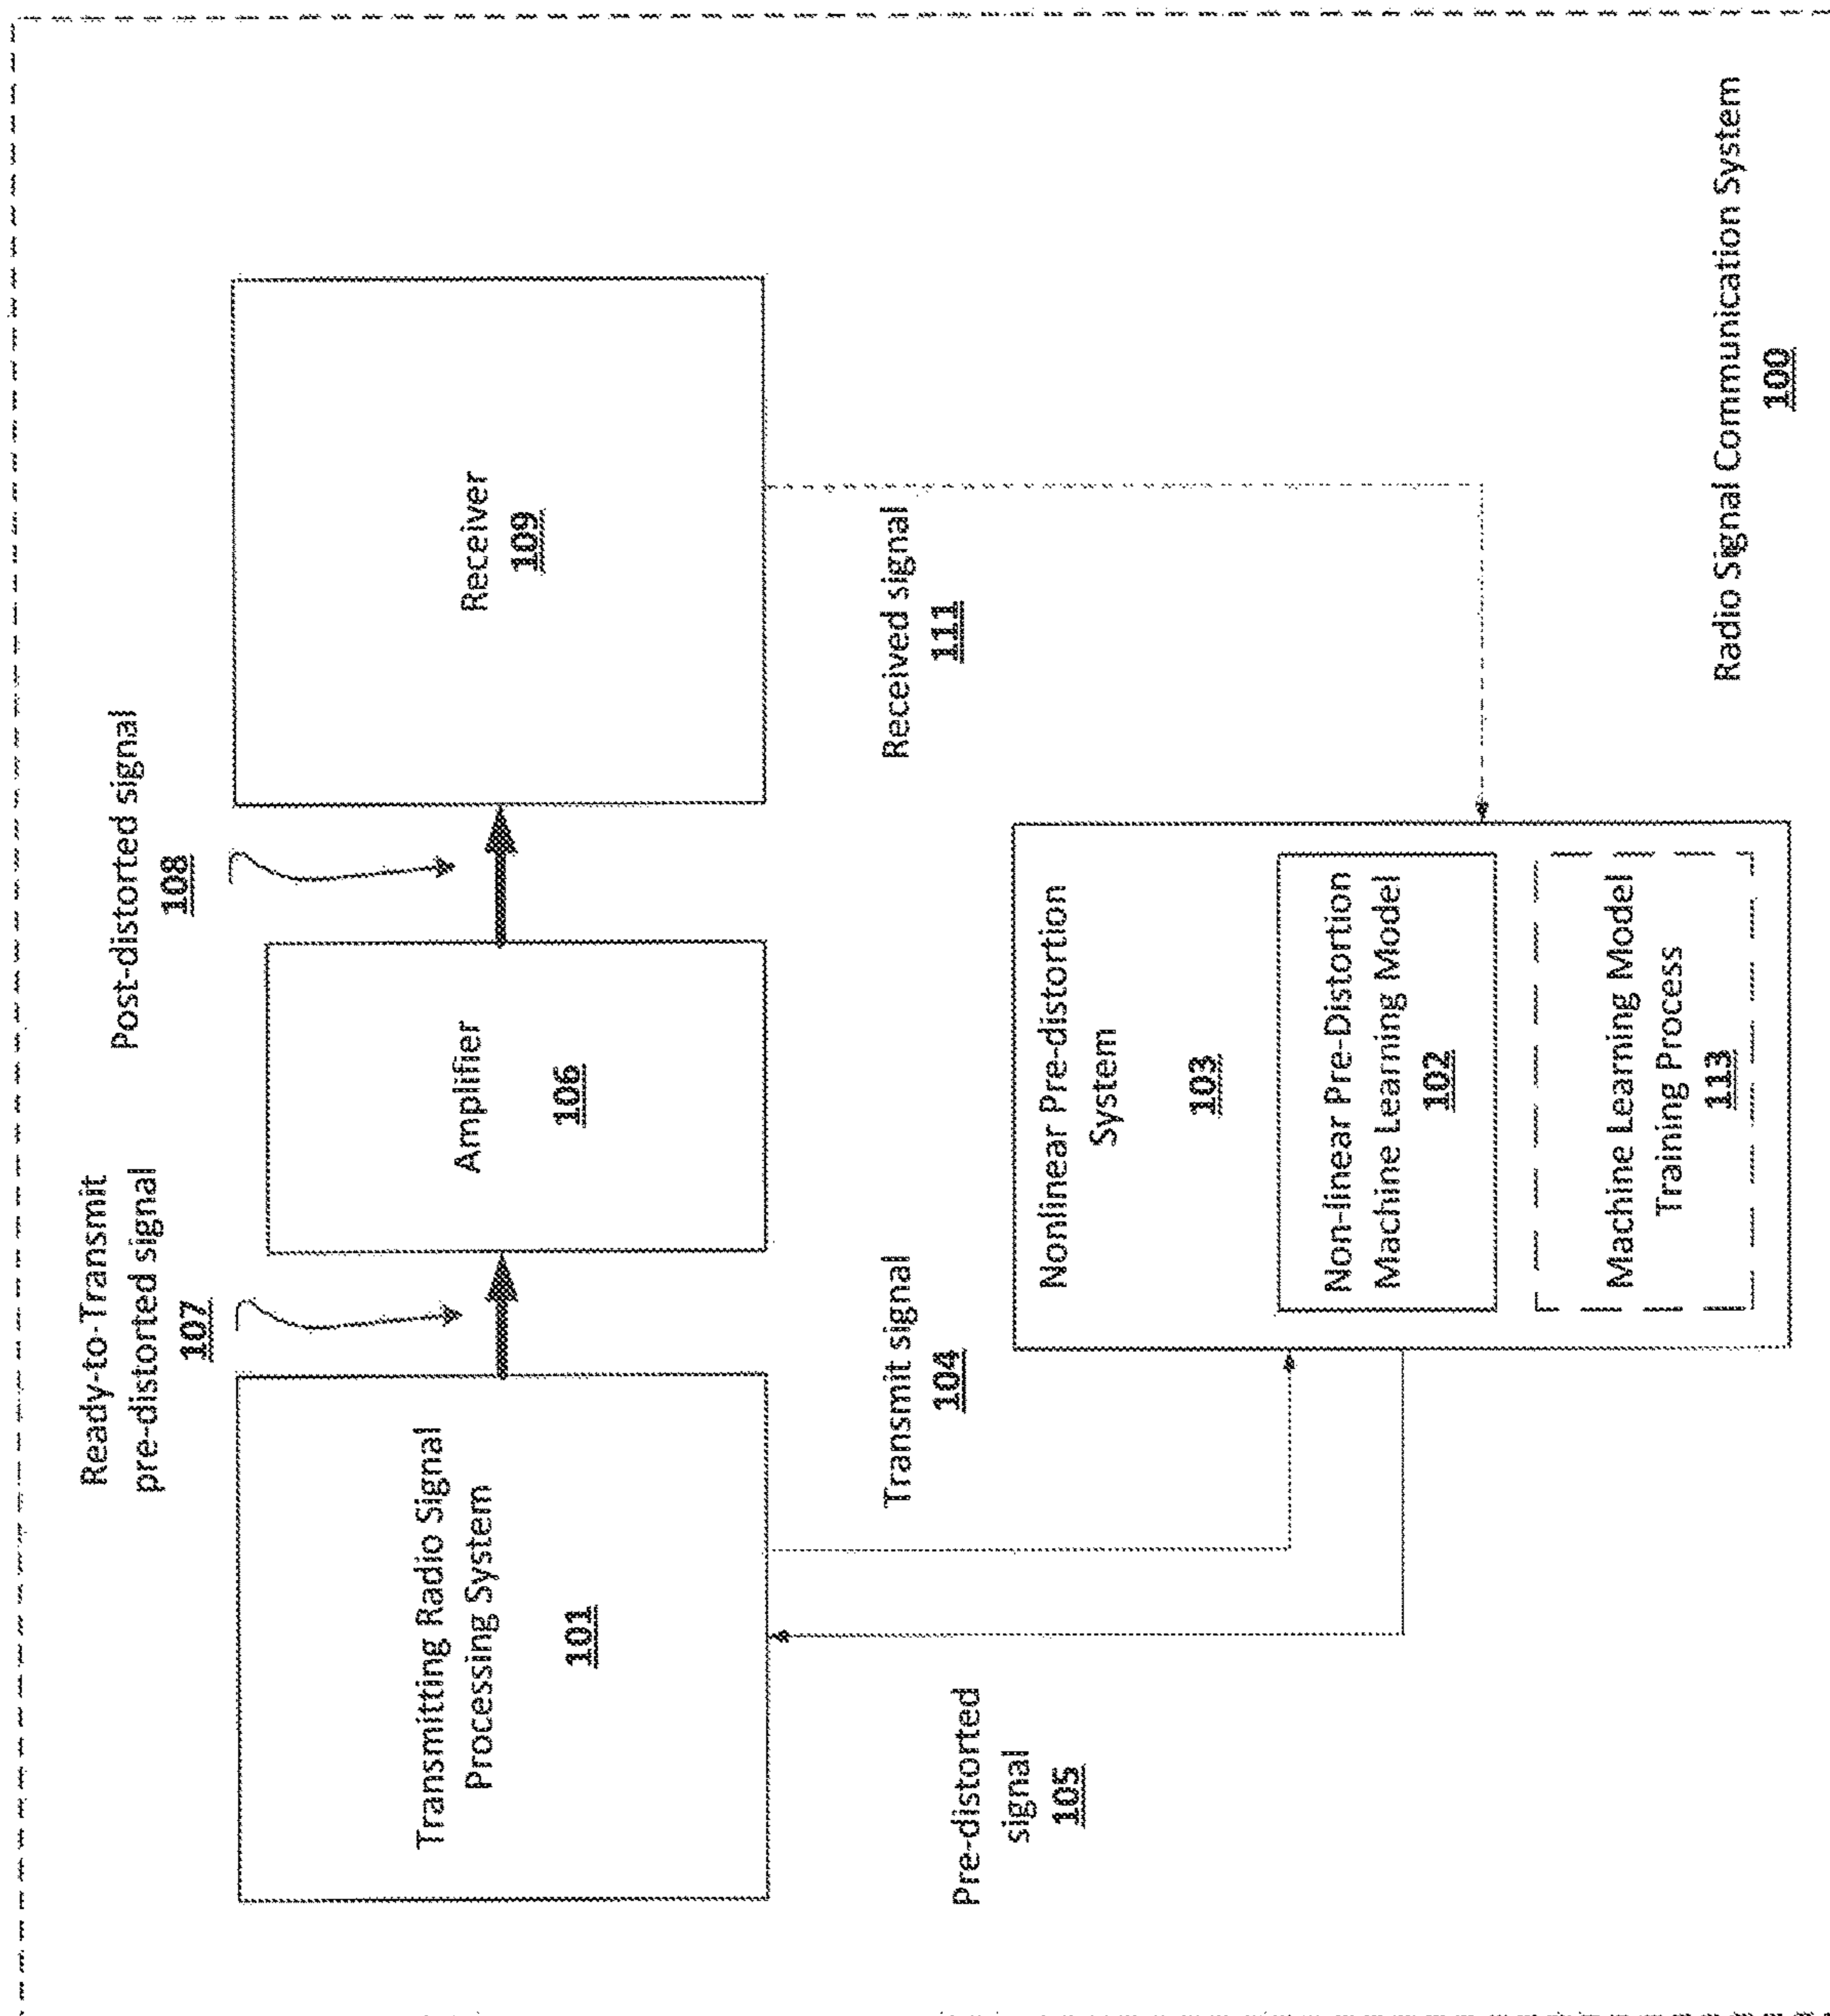 Ready-to-Transmit
pre-distorted signal
107
Post-distorted signal
108
Transmitting Radio Signal
Processing System
101
Amplifier
106
Receiver
109
Transmit signal
104
Received signal
111
Pre-distorted
signal
105
Nonlinear Pre-distortion
System
103
Non-linear Pre-Distortion
Machine Learning Model
102
Machine Learning Model
Training Process
113
Radio Signal Communication System
100